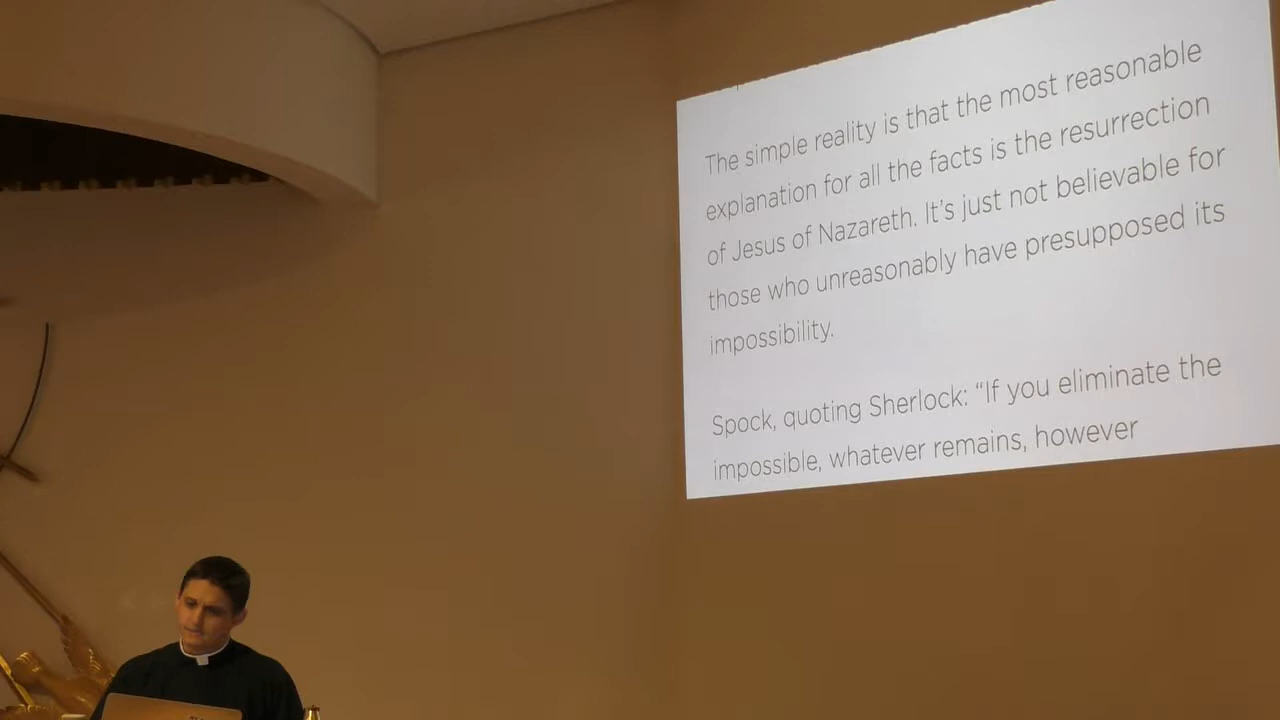 The simple reality is that the most reasonable
explanation for all the facts is the resurrection
of Jesus of Nazareth. It's just not believable for
those who unreasonably have presupposed its
impossibility.
Spock, quoting Sherlock: “If you eliminate the
impossible, whatever remains, however